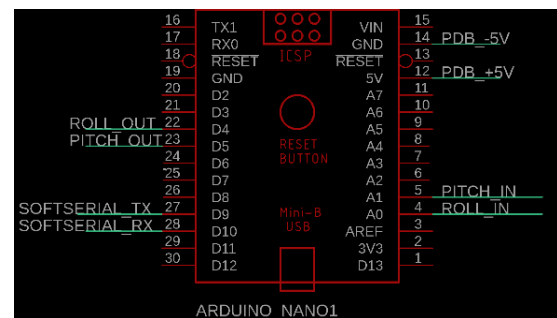 16 TX1 VIN 15
17 RX0 GND 14 PDB_-5V
18 RESET ICSP RESET 13
19 GND 5V 12 PDB_+5V
20 D2 A7 11
21 D3 A6 10
ROLL_OUT 22 D4 A5 9
PITCH_OUT 23 D5 RESET A4 8
24 D6 BUTTON A3 7
25 D7 A2 6
26 D8 A1 5 PITCH_IN
SOFTSERIAL_TX 27 D9 Mini-B A0 4 ROLL_IN
SOFTSERIAL_RX 28 D10 USB AREF 3
29 D11 3V3 2
30 D12 D13 1
ARDUINO_NANO1